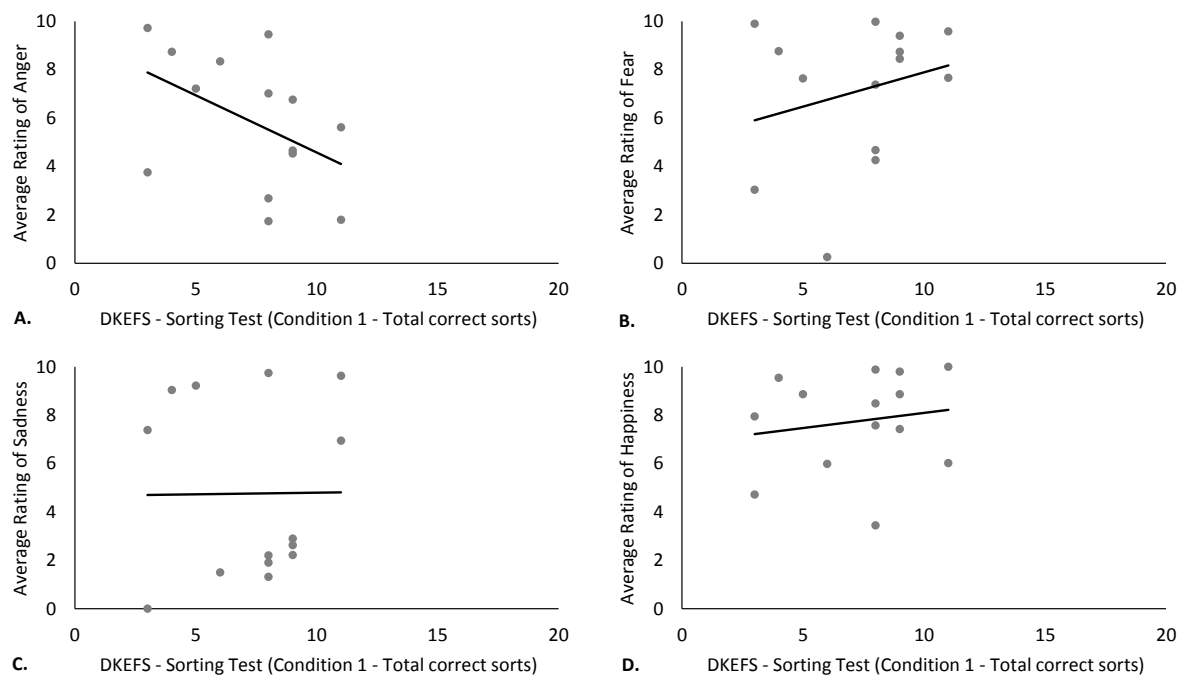 Average Rating of Anger
10
8
6
4
2
0
0 5 10 15 20
A. DKEFS - Sorting Test (Condition 1 - Total correct sorts)
Average Rating of Fear
10
8
6
4
2
0
0 5 10 15 20
B. DKEFS - Sorting Test (Condition 1 - Total correct sorts)
Average Rating of Sadness
10
8
6
4
2
0
0 5 10 15 20
C. DKEFS - Sorting Test (Condition 1 - Total correct sorts)
Average Rating of Happiness
10
8
6
4
2
0
0 5 10 15 20
D. DKEFS - Sorting Test (Condition 1 - Total correct sorts)